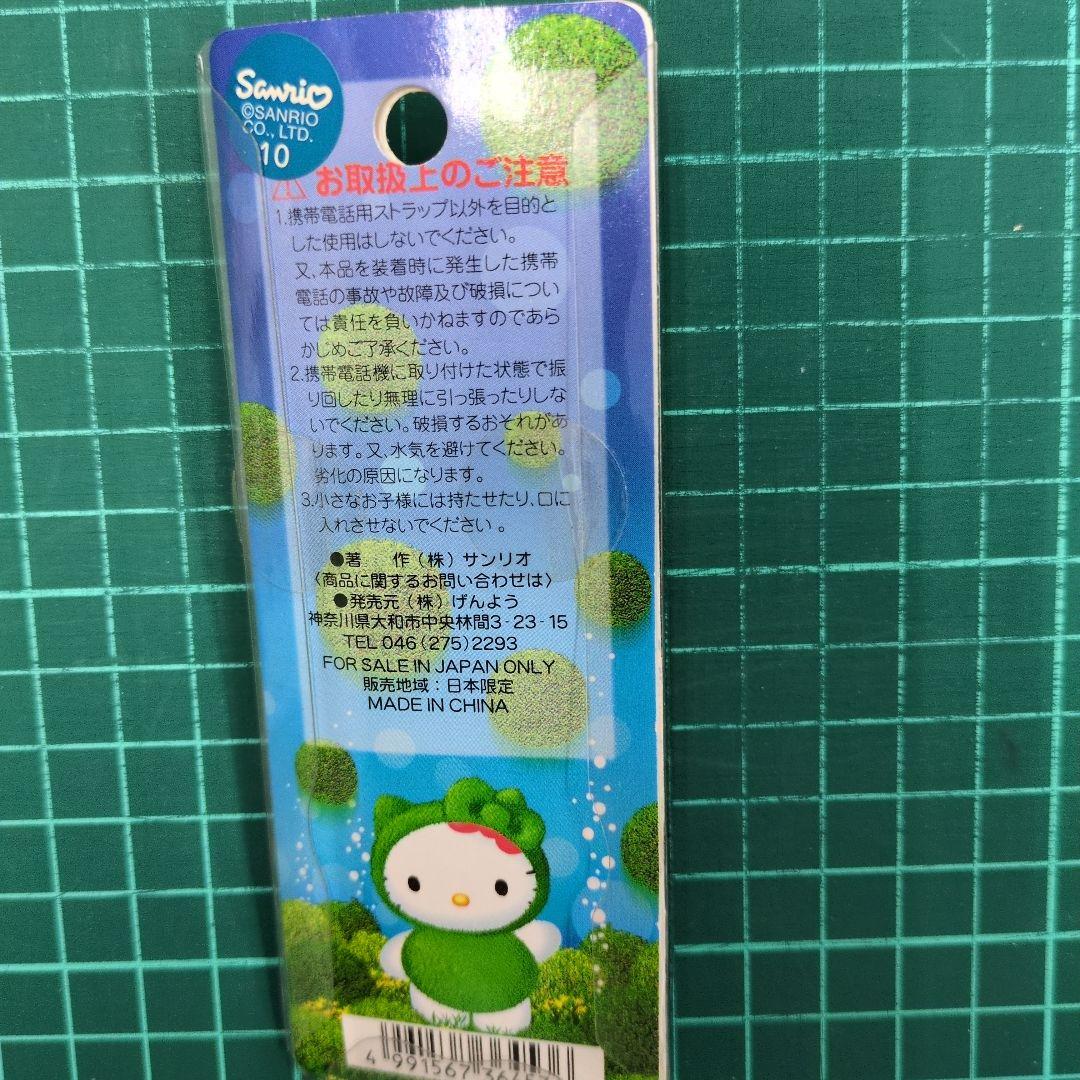 Sanrio
©SANRIO
CO., LTD.
10
お取扱上のご注意
1.携帯電話用ストラップ以外を目的と
した使用はしないでください。
又、本品を装着時に発生した携帯
電話の事故や故障及び破損につい
ては責任を負いかねますのであら
かじめご了承ください。
2.携帯電話機に取り付けた状態で振
り回したり無理に引っ張ったりしな
いでください。破損するおそれがあ
ります。又、水気を避けてください。
劣化の原因になります。
3.小さなお子様には持たせたり、口に
入れさせないでください。
●著 作(株)サンリオ
〈商品に関するお問い合わせは〉
●発売元(株)げんよう
神奈川県大和市中央林間3-23-15
TEL 046(275)2293
FOR SALE IN JAPAN ONLY
販売地域:日本限定
MADE IN CHINA
4 991567